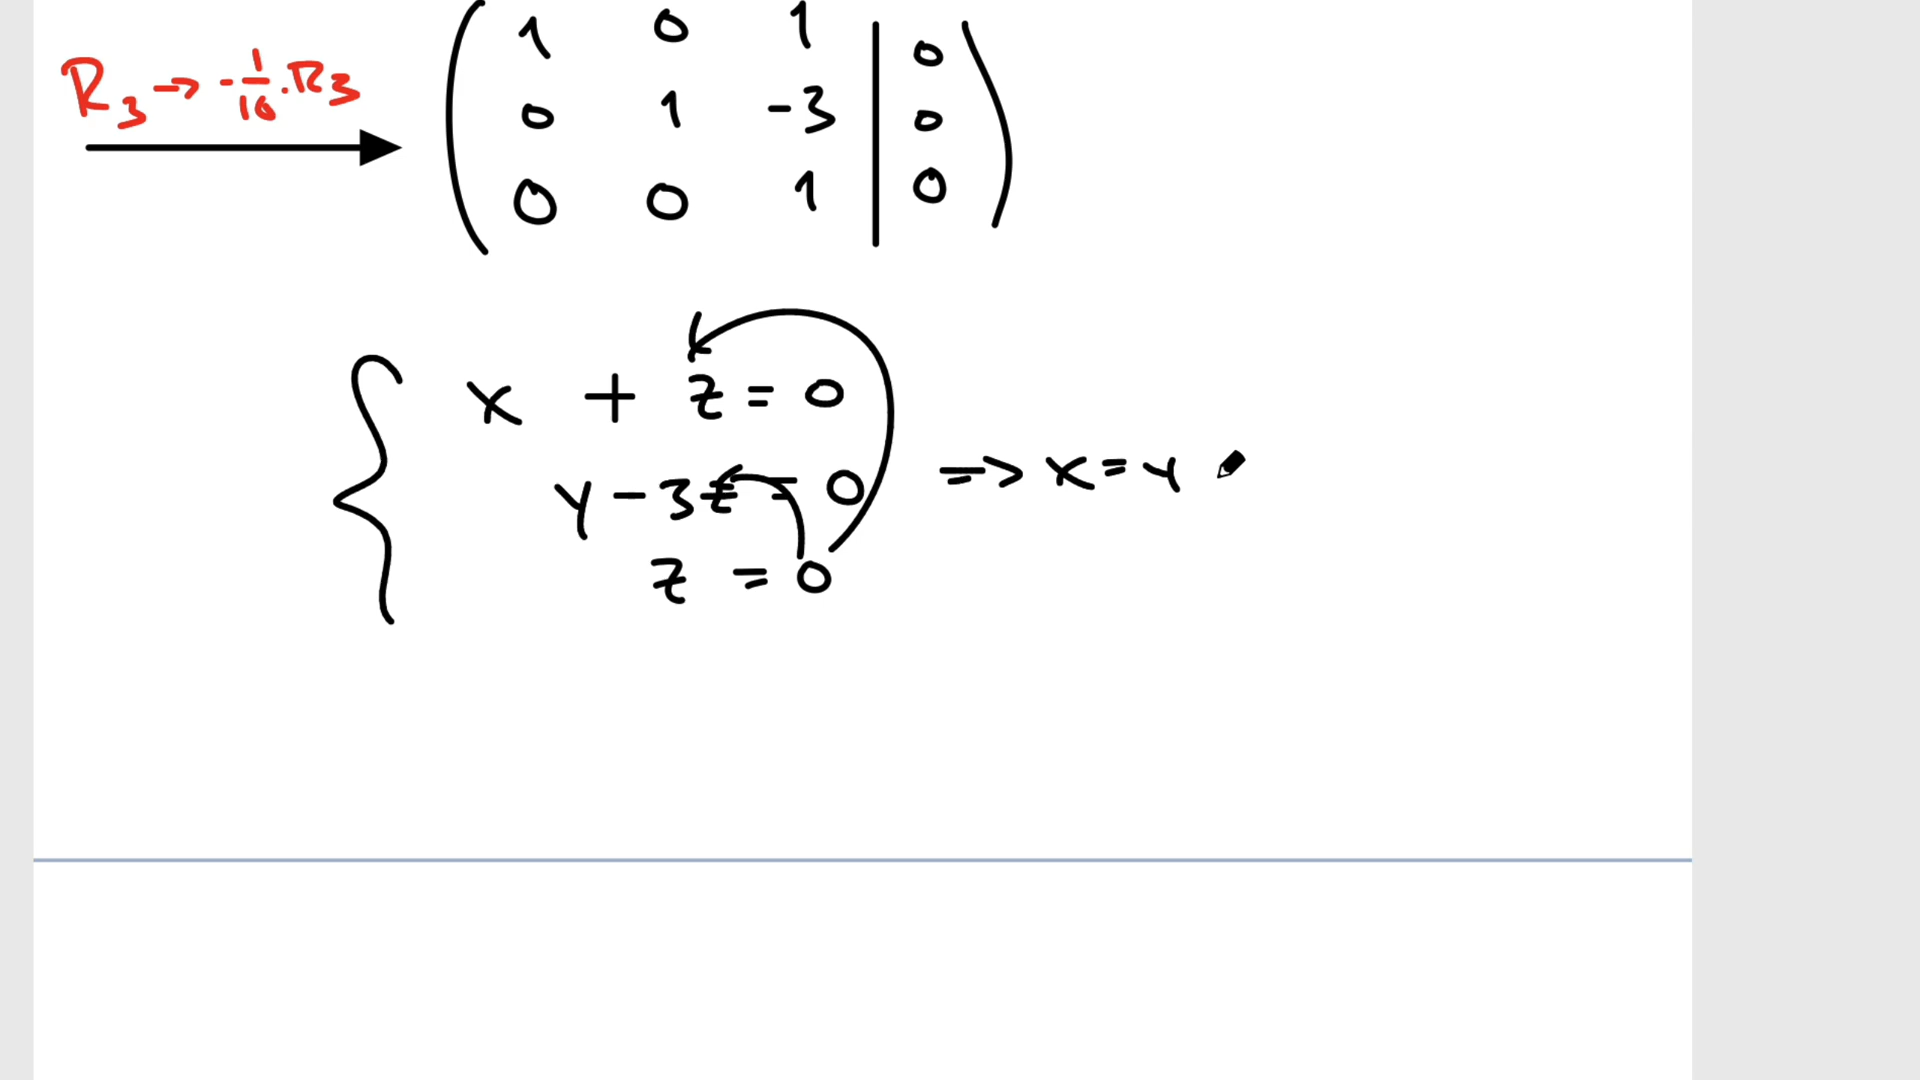 1 0 1 | 0
R₃ → -1/10 · R₃
0 1 -3 | 0
0 0 1 | 0
x + z = 0
y - 3z = 0 => x = y
z = 0